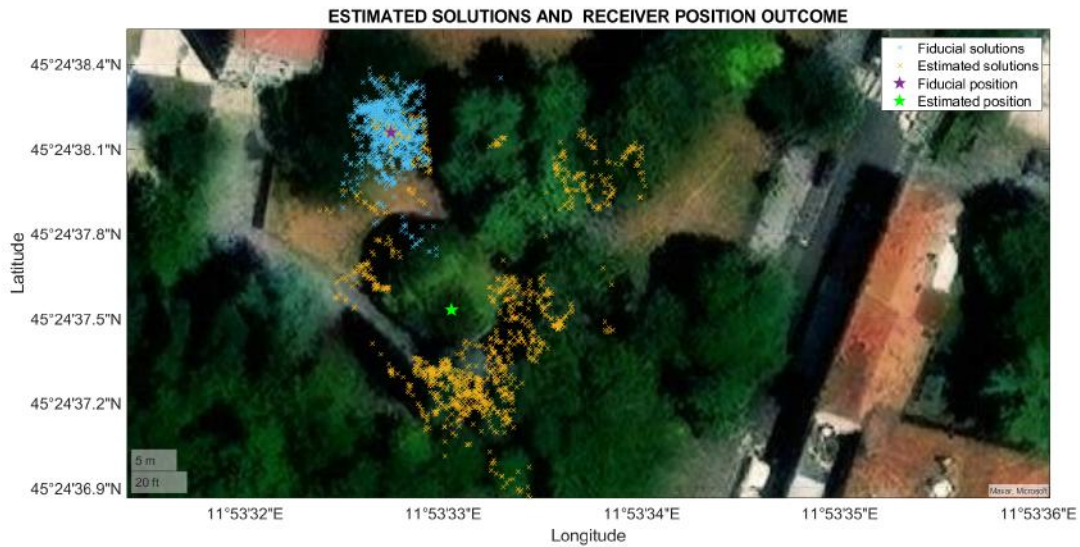 ESTIMATED SOLUTIONS AND RECEIVER POSITION OUTCOME
Fiducial solutions
Estimated solutions
Fiducial position
Estimated position
45°24'38.4"
45°24'38.1"
45°24'37.8"
45°24'37.5"
45°24'37.2"
45°24'36.9"
Latitude
5 m
20 ft
Maxar, Microsoft
11°53'32"E
11°53'33"E
11°53'34"E
11°53'35"E
11°53'36"E
Longitude